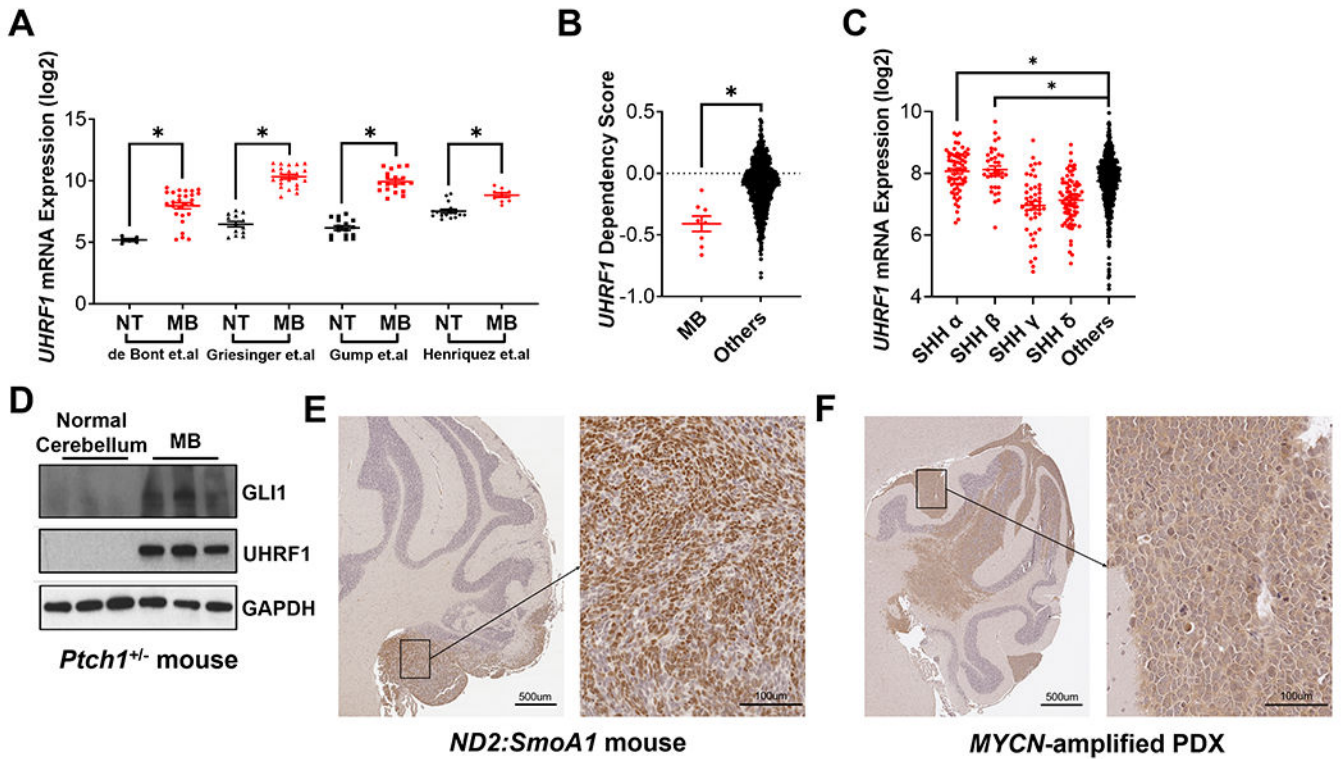 A
UHRF1 mRNA Expression (log2)
15
10
5
0
*
*
*
*
NT MB NT MB NT MB NT MB
de Bont et.al Griesinger et.al Gump et.al Henriquez et.al
B
UHRF1 Dependency Score
0.5
0.0
-0.5
-1.0
*
MB
Others
C
UHRF1 mRNA Expression (log2)
10
8
6
4
*
*
SHH α
SHH β
SHH γ
SHH δ
Others
D
Normal
Cerebellum
MB
GLI1
UHRF1
GAPDH
Ptch1+/- mouse
E
500um
100um
ND2:SmoA1 mouse
F
500um
100um
MYCN-amplified PDX